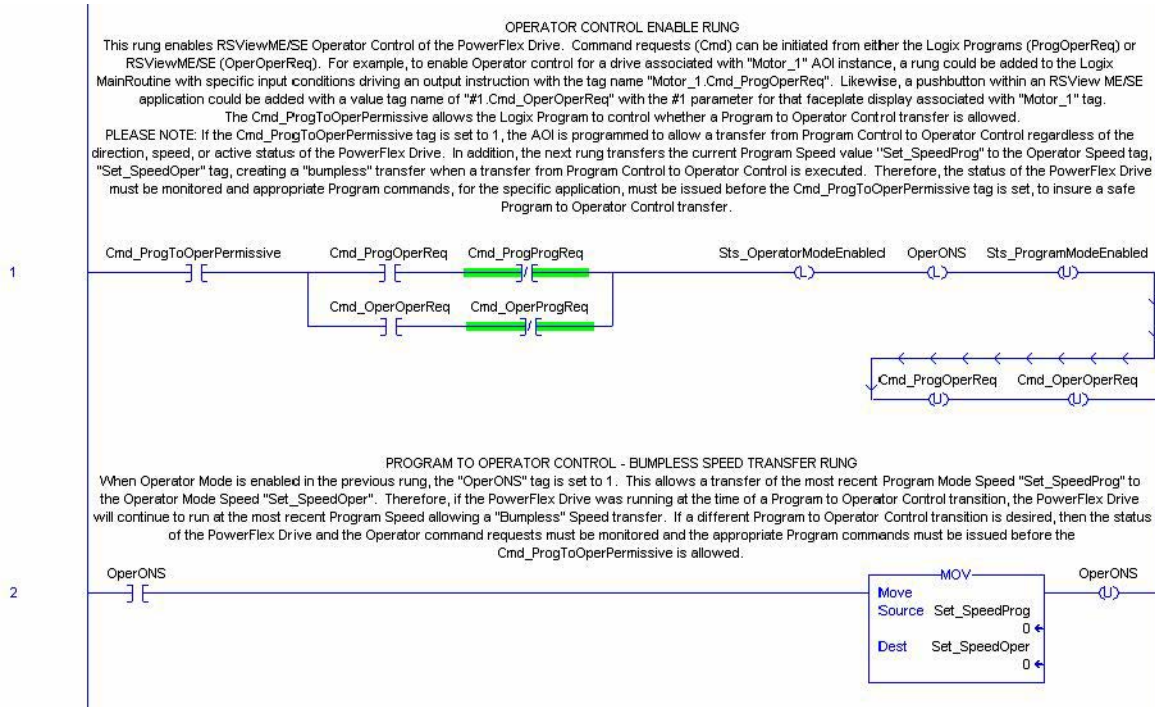 OPERATOR CONTROL ENABLE RUNG
This rung enables RSViewME/SE Operator Control of the PowerFlex Drive. Command requests (Cmd) can be initiated from either the Logix Programs (ProgOperReq) or
RSViewME/SE (OperOperReq). For example, to enable Operator control for a drive associated with "Motor_1" AOI instance, a rung could be added to the Logix
MainRoutine with specific input conditions driving an output instruction with the tag name "Motor_1.Cmd_ProgOperReq". Likewise, a pushbutton within an RSView ME/SE
application could be added with a value tag name of "#1.Cmd_OperOperReq" with the #1 parameter for that faceplate display associated with "Motor_1" tag.
The Cmd_ProgToOperPermissive allows the Logix Program to control whether a Program to Operator Control transfer is allowed.
PLEASE NOTE: If the Cmd_ProgToOperPermissive tag is set to 1, the AOI is programmed to allow a transfer from Program Control to Operator Control regardless of the
direction, speed, or active status of the PowerFlex Drive. In addition, the next rung transfers the current Program Speed value "Set_SpeedProg" to the Operator Speed tag,
"Set_SpeedOper" tag, creating a "bumpless" transfer when a transfer from Program Control to Operator Control is executed. Therefore, the status of the PowerFlex Drive
must be monitored and appropriate Program commands, for the specific application, must be issued before the Cmd_ProgToOperPermissive tag is set, to insure a safe
Program to Operator Control transfer.
Cmd_ProgToOperPermissive Cmd_ProgOperReq Cmd_ProgProgReq Sts_OperatorModeEnabled OperONS Sts_ProgramModeEnabled
1 L L U
Cmd_OperOperReq Cmd_OperProgReq
Cmd_ProgOperReq Cmd_OperOperReq
U U
PROGRAM TO OPERATOR CONTROL - BUMPLESS SPEED TRANSFER RUNG
When Operator Mode is enabled in the previous rung, the "OperONS" tag is set to 1. This allows a transfer of the most recent Program Mode Speed "Set_SpeedProg" to
the Operator Mode Speed "Set_SpeedOper". Therefore, if the PowerFlex Drive was running at the time of a Program to Operator Control transition, the PowerFlex Drive
will continue to run at the most recent Program Speed allowing a "Bumpless" Speed transfer. If a different Program to Operator Control transition is desired, then the status
of the PowerFlex Drive and the Operator command requests must be monitored and the appropriate Program commands must be issued before the
Cmd_ProgToOperPermissive is allowed.
OperONS MOV OperONS
2 Move U
Source Set_SpeedProg
0
Dest Set_SpeedOper
0